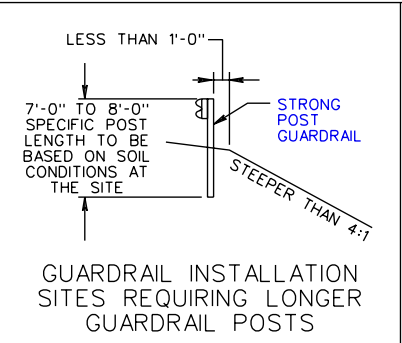 LESS THAN 1'-0"
7'-0" TO 8'-0"
SPECIFIC POST
LENGTH TO BE
BASED ON SOIL
CONDITIONS AT
THE SITE
STRONG
POST
GUARDRAIL
STEEPER THAN 4:1
GUARDRAIL INSTALLATION
SITES REQUIRING LONGER
GUARDRAIL POSTS